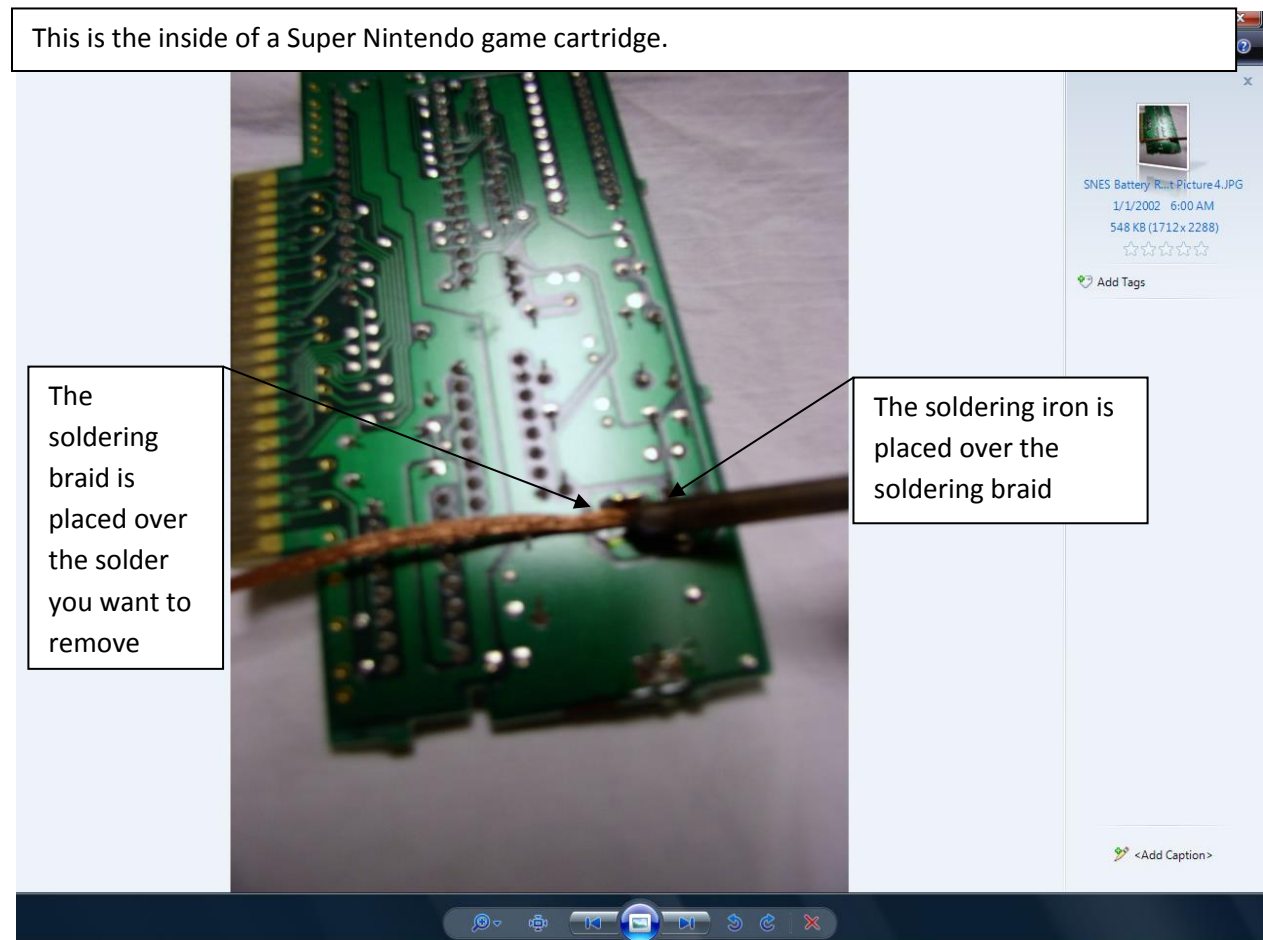 This is the inside of a Super Nintendo game cartridge.
SNES Battery R...t Picture4.JPG
1/1/2002 6:00 AM
548 KB (1712 x 2288)
Add Tags
The
soldering
braid is
placed over
the solder
you want to
remove
The soldering iron is
placed over the
soldering braid
<Add Caption>